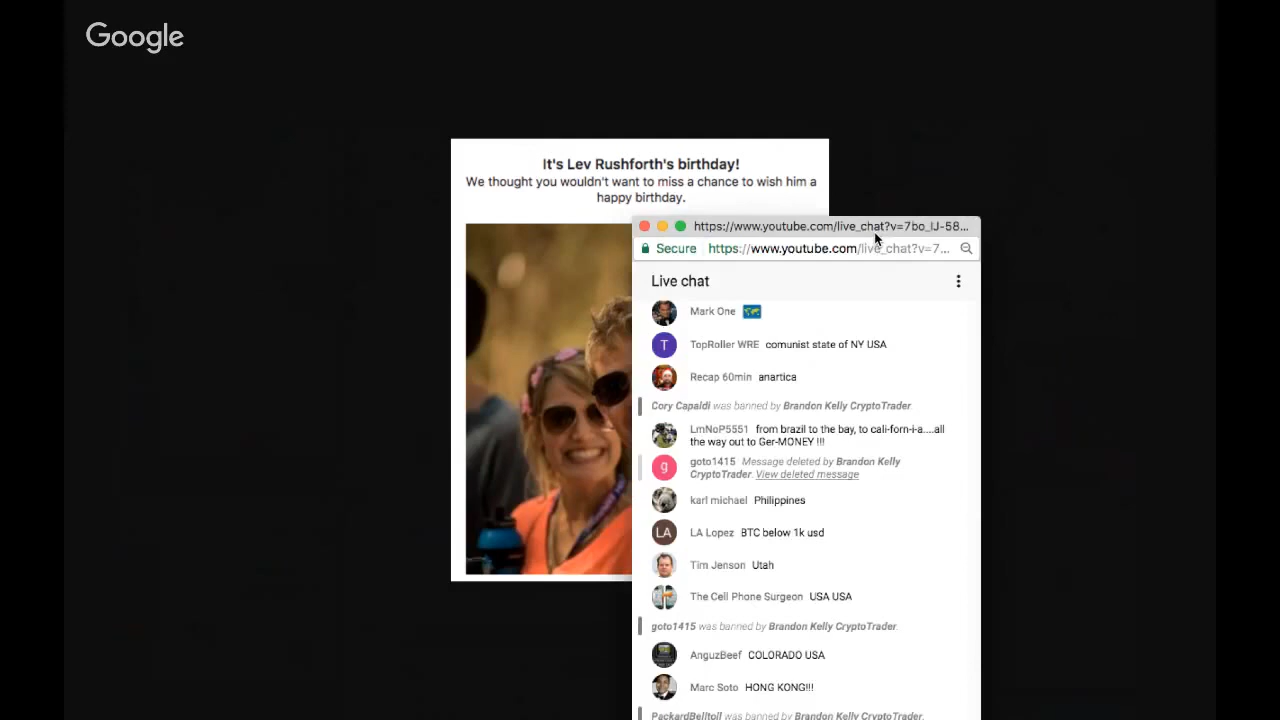 Google
It's Lev Rushforth's birthday!
We thought you wouldn't want to miss a chance to wish him a
happy birthday.
https://www.youtube.com/live_chat?v=7bo_IJ-58...
Secure https://www.youtube.com/live_chat?v=7...
Live chat
Mark One
T TopRoller WRE comunist state of NY USA
Recap 60min anartica
Cory Capaldi was banned by Brandon Kelly CryptoTrader.
LmNoP5551 from brazil to the bay, to cali-forn-i-a....all
the way out to Ger-MONEY !!!
g goto1415 Message deleted by Brandon Kelly
CryptoTrader. View deleted message
karl michael Philippines
LA LA Lopez BTC below 1k usd
Tim Jenson Utah
The Cell Phone Surgeon USA USA
goto1415 was banned by Brandon Kelly CryptoTrader.
AnguzBeef COLORADO USA
Marc Soto HONG KONG!!!
PackardBelltoil was banned by Brandon Kelly CryptoTrader.